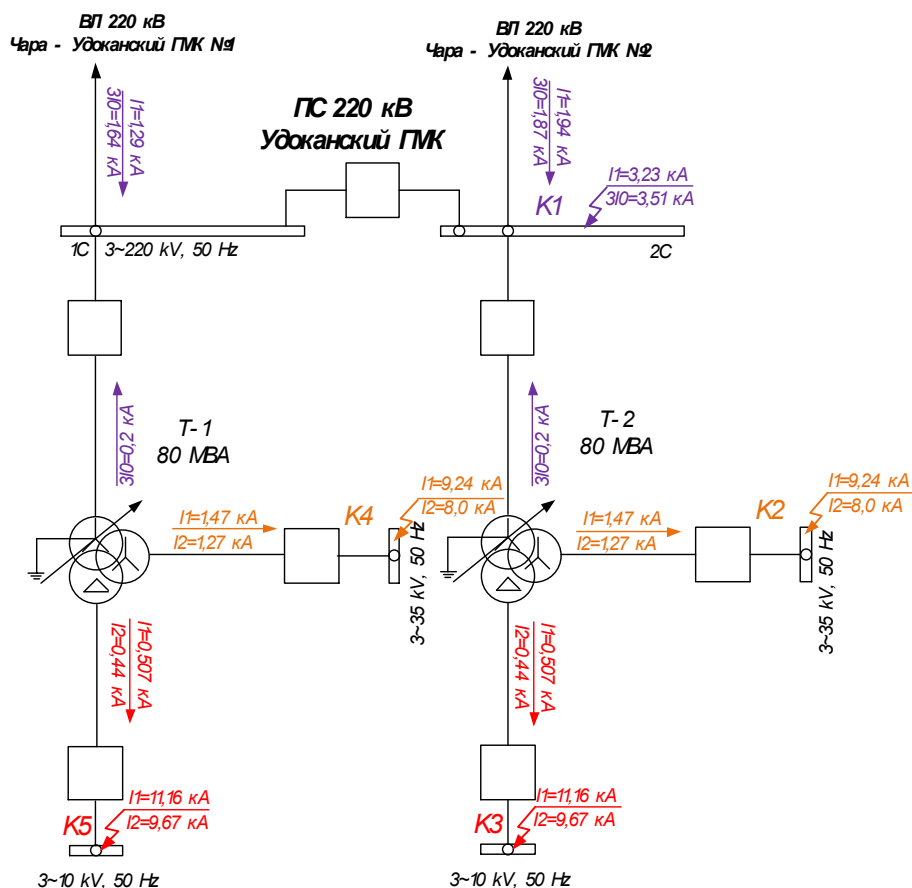 ВЛ 220 кВ
Чара - Удоканский ГМК №1
ВЛ 220 кВ
Чара - Удоканский ГМК №2
I1=1,29 кА
3I0=1,64 кА
ПС 220 кВ
Удоканский ГМК
I1=1,94 кА
3I0=1,87 кА
К1
I1=3,23 кА
3I0=3,51 кА
1С 3~220 kV, 50 Hz
2С
3I0=0,2 кА
Т-1
80 МВА
3I0=0,2 кА
Т-2
80 МВА
I1=1,47 кА
I2=1,27 кА
К4
I1=9,24 кА
I2=8,0 кА
3~35 kV, 50 Hz
I1=1,47 кА
I2=1,27 кА
К2
I1=9,24 кА
I2=8,0 кА
3~35 kV, 50 Hz
I1=0,507 кА
I2=0,44 кА
I1=0,507 кА
I2=0,44 кА
К5
I1=11,16 кА
I2=9,67 кА
3~10 kV, 50 Hz
К3
I1=11,16 кА
I2=9,67 кА
3~10 kV, 50 Hz